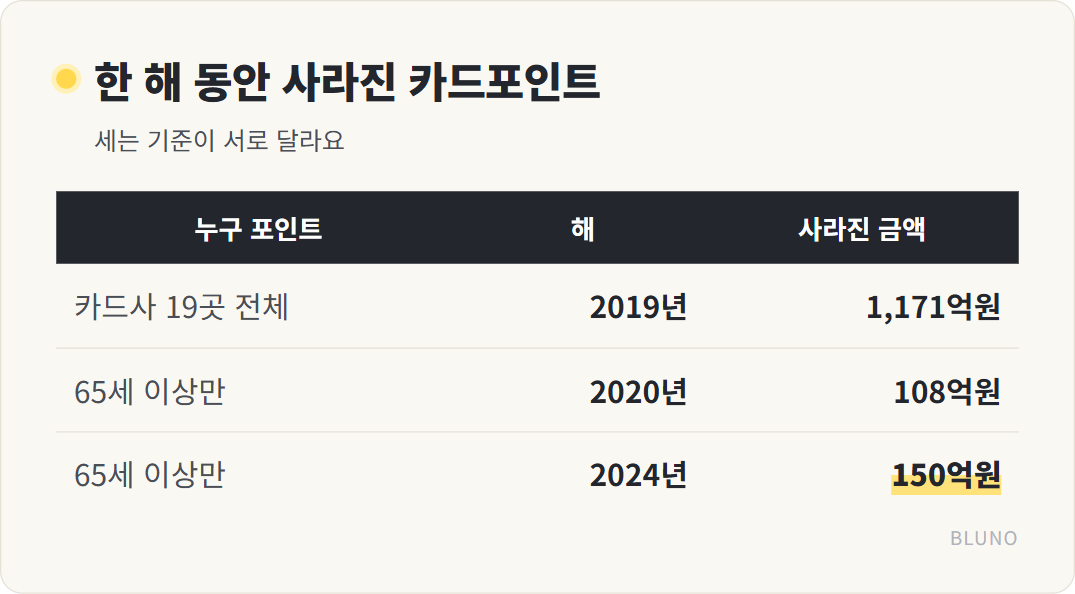 한 해 동안 사라진 카드포인트
세는 기준이 서로 달라요
누구 포인트 해 사라진 금액
카드사 19곳 전체 2019년 1,171억원
65세 이상만 2020년 108억원
65세 이상만 2024년 150억원
BLUNO